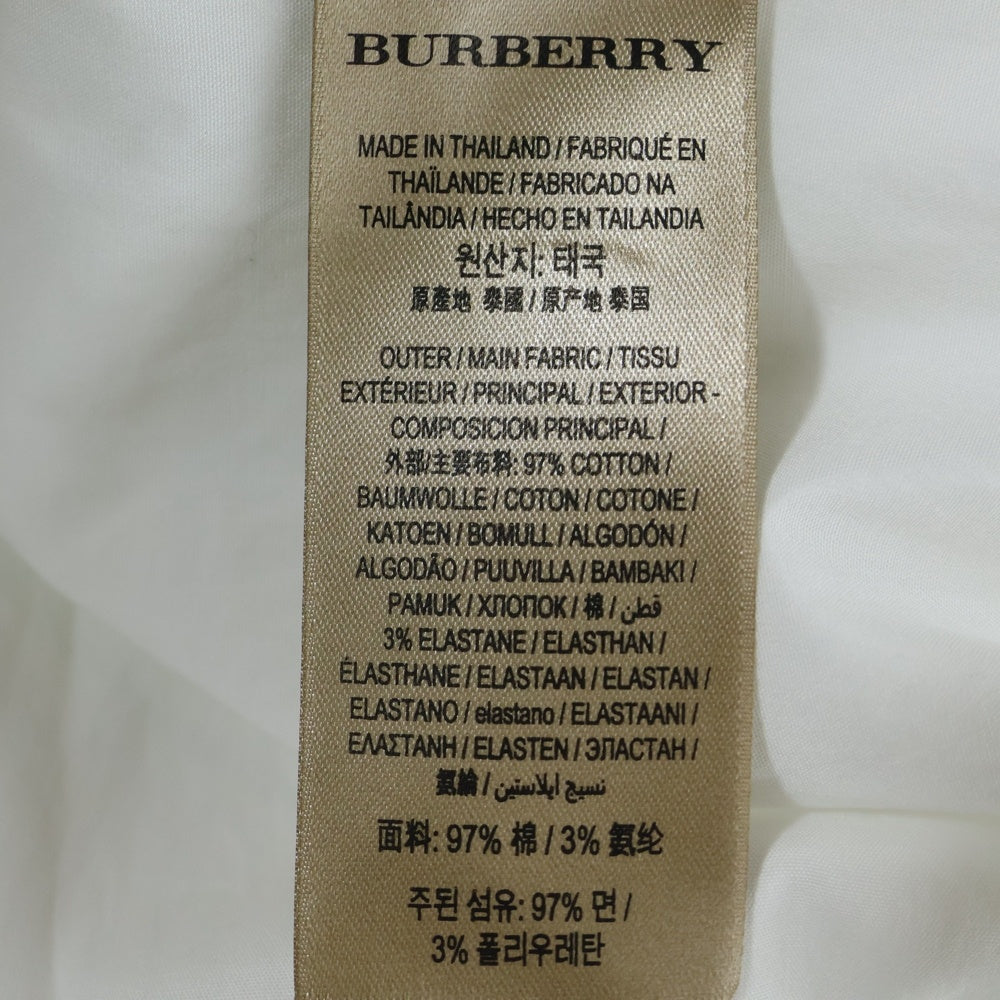 BURBERRY
MADE IN THAILAND / FABRIQUÉ EN
THAÏLANDE / FABRICADO NA
TAILÂNDIA / HECHO EN TAILANDIA
원산지: 태국
原產地 泰國 / 原产地 泰国
OUTER / MAIN FABRIC / TISSU
EXTÉRIEUR / PRINCIPAL / EXTERIOR -
COMPOSICION PRINCIPAL /
外部/主要布料: 97% COTTON /
BAUMWOLLE / COTON / COTONE /
KATOEN / BOMULL / ALGODÓN /
ALGODÃO / PUUVILLA / BAMBAKI /
PAMUK / ХЛОПОК / 棉 / قطن
3% ELASTANE / ELASTHAN /
ÉLASTHANE / ELASTAAN / ELASTAN /
ELASTANO / elastano / ELASTAANI /
ΕΛΑΣΤΑΝΗ / ELASTEN / ЭЛАСТАН /
氨綸 / نسيج ايلاستين
面料: 97% 棉 / 3% 氨纶
주된 섬유: 97% 면 /
3% 폴리우레탄